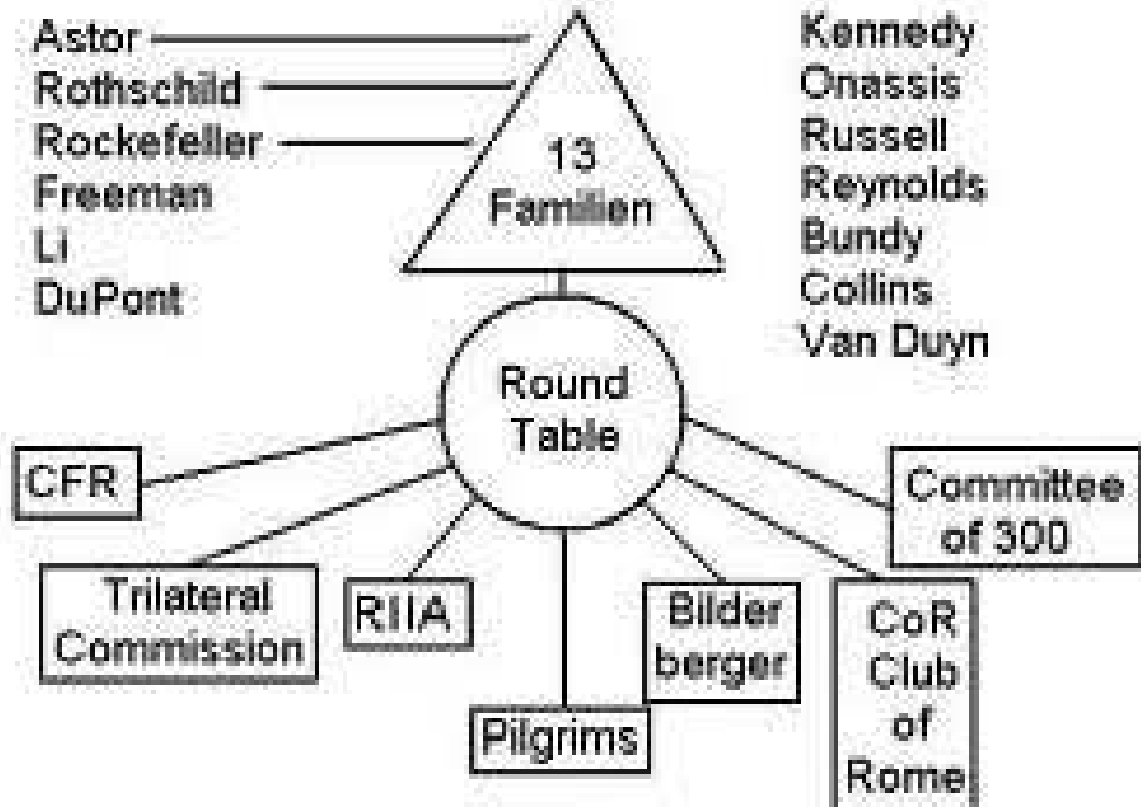 Astor
Rothschild
Rockefeller
Freeman
Li
DuPont
13
Familien
Kennedy
Onassis
Russell
Reynolds
Bundy
Collins
Van Duyn
Round
Table
CFR
Trilateral
Commission
RIIA
Pilgrims
Bilder
berger
CoR
Club
of
Rome
Committee
of 300